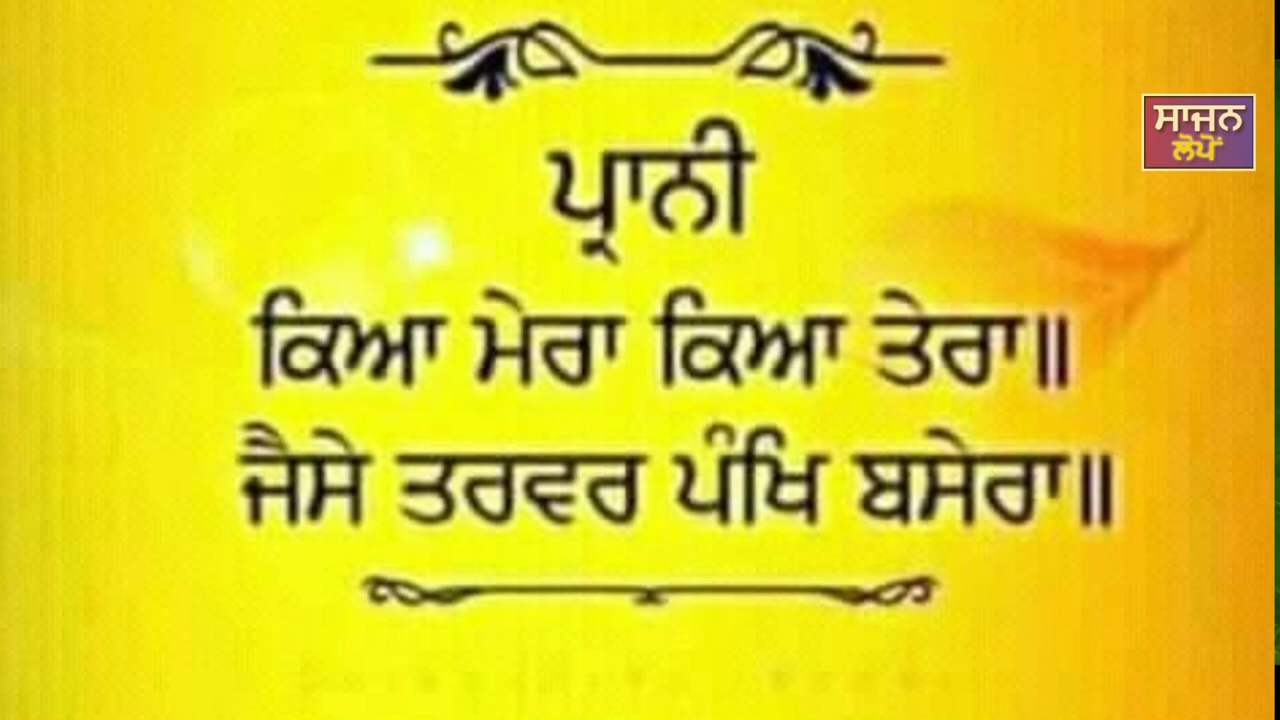 ਸਾਜਨ
ਲੋਪੋਂ
ਪ੍ਰਾਨੀ
ਕਿਆ ਮੇਰਾ ਕਿਆ ਤੇਰਾ॥
ਜੈਸੇ ਤਰਵਰ ਪੰਖਿ ਬਸੇਰਾ॥